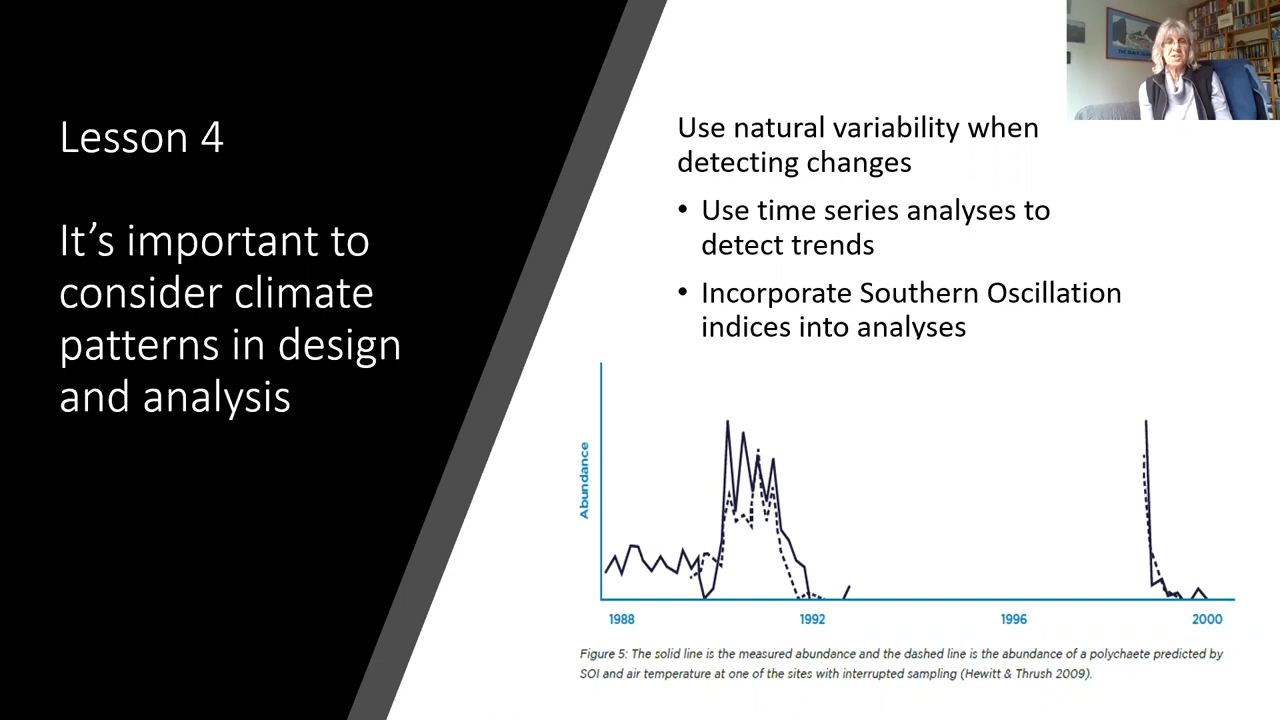 Lesson 4
It’s important to
consider climate
patterns in design
and analysis
Use natural variability when
detecting changes
• Use time series analyses to
detect trends
• Incorporate Southern Oscillation
indices into analyses
Abundance
1988 1992 1996 2000
Figure 5: The solid line is the measured abundance and the dashed line is the abundance of a polychaete predicted by
SOI and air temperature at one of the sites with interrupted sampling (Hewitt & Thrush 2009).